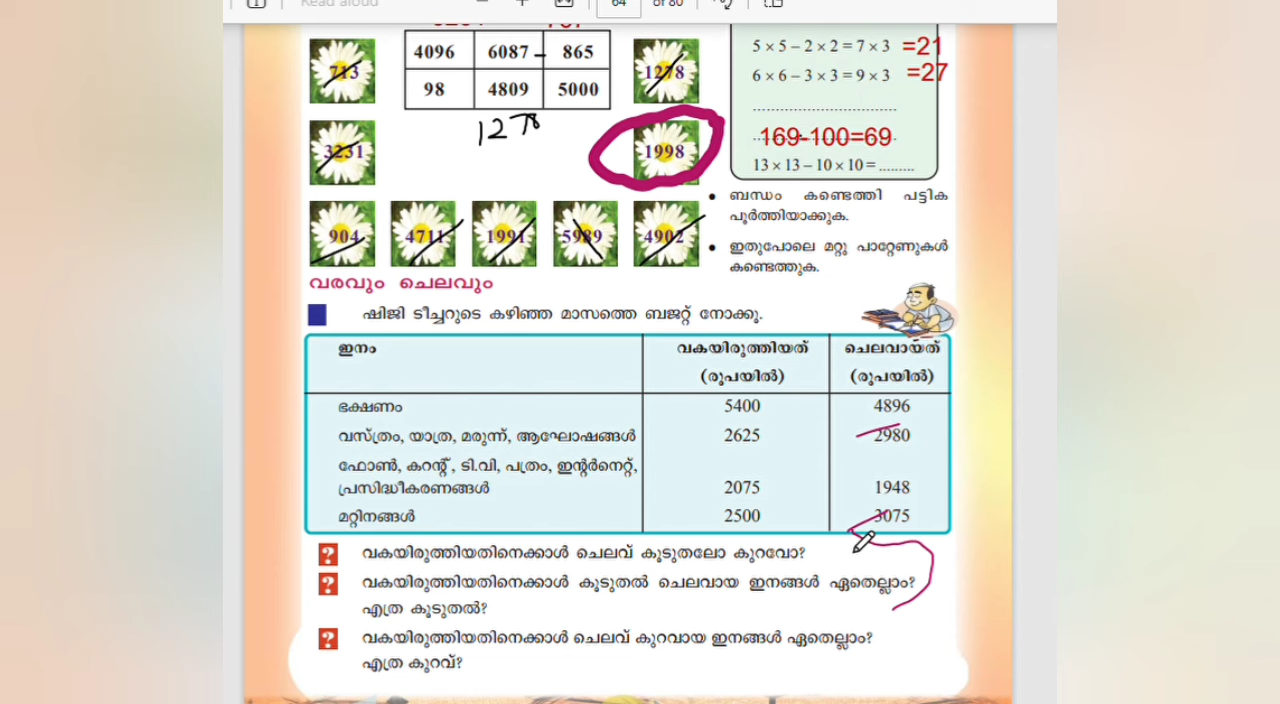 Read aloud
64
of 80
713
4096 6087 865
98 4809 5000
1278
1278
3231
1998
904 4711 1991 5989 4902
5 × 5 – 2 × 2 = 7 × 3 =21
6 × 6 – 3 × 3 = 9 × 3 =27
169-100=69
13 × 13 – 10 × 10 = .........
• ബന്ധം കണ്ടെത്തി പട്ടിക
പൂർത്തിയാക്കുക.
• ഇതുപോലെ മറ്റു പാറ്റേണുകൾ
കണ്ടെത്തുക.
വരവും ചെലവും
ഷിജി ടീച്ചറുടെ കഴിഞ്ഞ മാസത്തെ ബജറ്റ് നോക്കൂ.
ഇനം വകയിരുത്തിയത് ചെലവായത്
(രൂപയിൽ) (രൂപയിൽ)
ഭക്ഷണം 5400 4896
വസ്ത്രം, യാത്ര, മരുന്ന്, ആഘോഷങ്ങൾ 2625 2980
ഫോൺ, കറന്റ്, ടി.വി, പത്രം, ഇന്റർനെറ്റ്,
പ്രസിദ്ധീകരണങ്ങൾ 2075 1948
മറ്റിനങ്ങൾ 2500 3075
? വകയിരുത്തിയതിനെക്കാൾ ചെലവ് കൂടുതലോ കുറവോ?
? വകയിരുത്തിയതിനെക്കാൾ കൂടുതൽ ചെലവായ ഇനങ്ങൾ ഏതെല്ലാം?
എത്ര കൂടുതൽ?
? വകയിരുത്തിയതിനെക്കാൾ ചെലവ് കുറവായ ഇനങ്ങൾ ഏതെല്ലാം?
എത്ര കുറവ്?